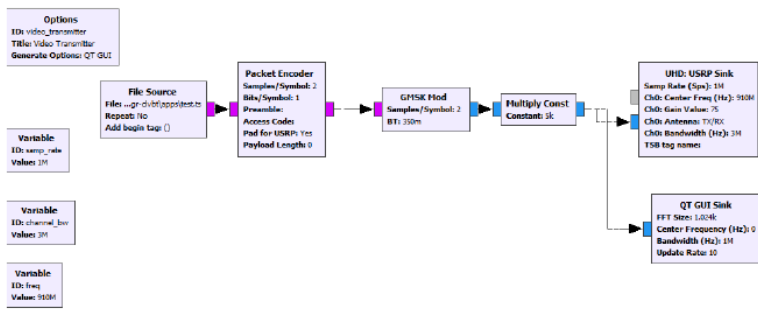 Options
ID: video_transmitter
Title: Video Transmitter
Generate Options: QT GUI
File Source
File: ...gr-dvbt\apps\test.ts
Repeat: No
Add begin tag: ()
Packet Encoder
Samples/Symbol: 2
Bits/Symbol: 1
Preamble:
Access Code:
Pad for USRP: Yes
Payload Length: 0
GMSK Mod
Samples/Symbol: 2
BT: 350m
Multiply Const
Constant: 5k
UHD: USRP Sink
Samp Rate (Sps): 1M
Ch0: Center Freq (Hz): 910M
Ch0: Gain Value: 75
Ch0: Antenna: TX/RX
Ch0: Bandwidth (Hz): 3M
TSB tag name:
QT GUI Sink
FFT Size: 1.024k
Center Frequency (Hz): 0
Bandwidth (Hz): 1M
Update Rate: 10
Variable
ID: samp_rate
Value: 1M
Variable
ID: channel_bw
Value: 3M
Variable
ID: freq
Value: 910M